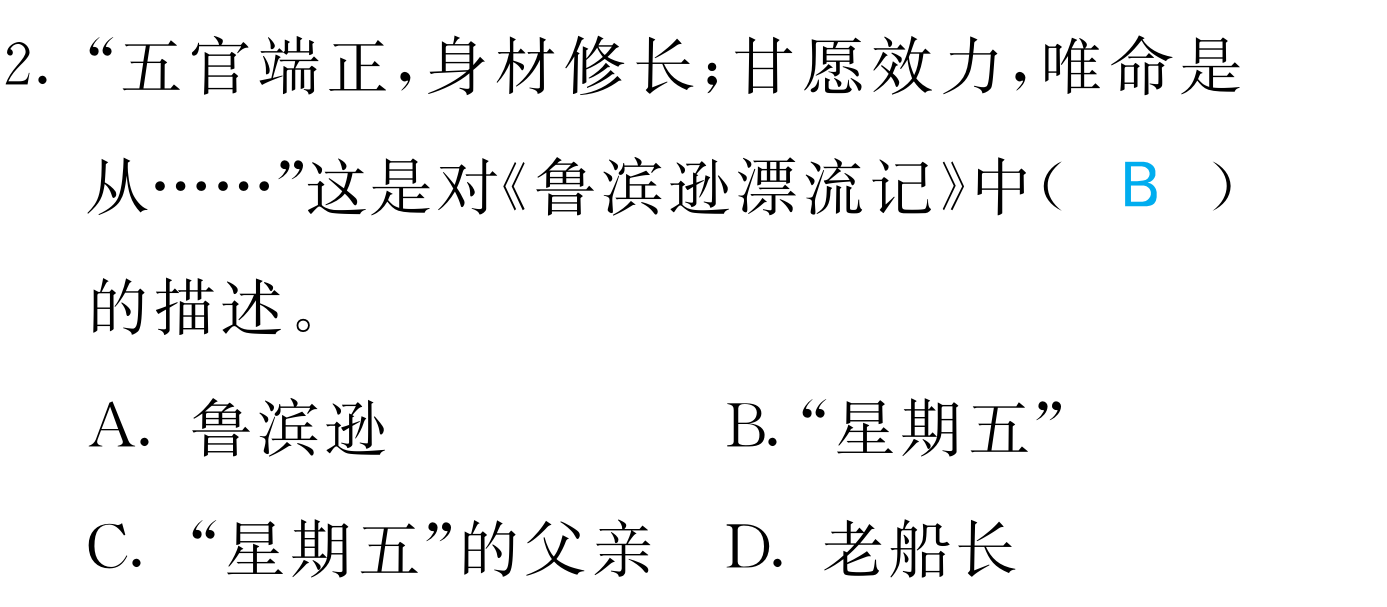 2. “五官端正,身材修长;甘愿效力,唯命是
从……”这是对《鲁滨逊漂流记》中( B )
的描述。
A. 鲁滨逊 B.“星期五”
C. “星期五”的父亲 D. 老船长